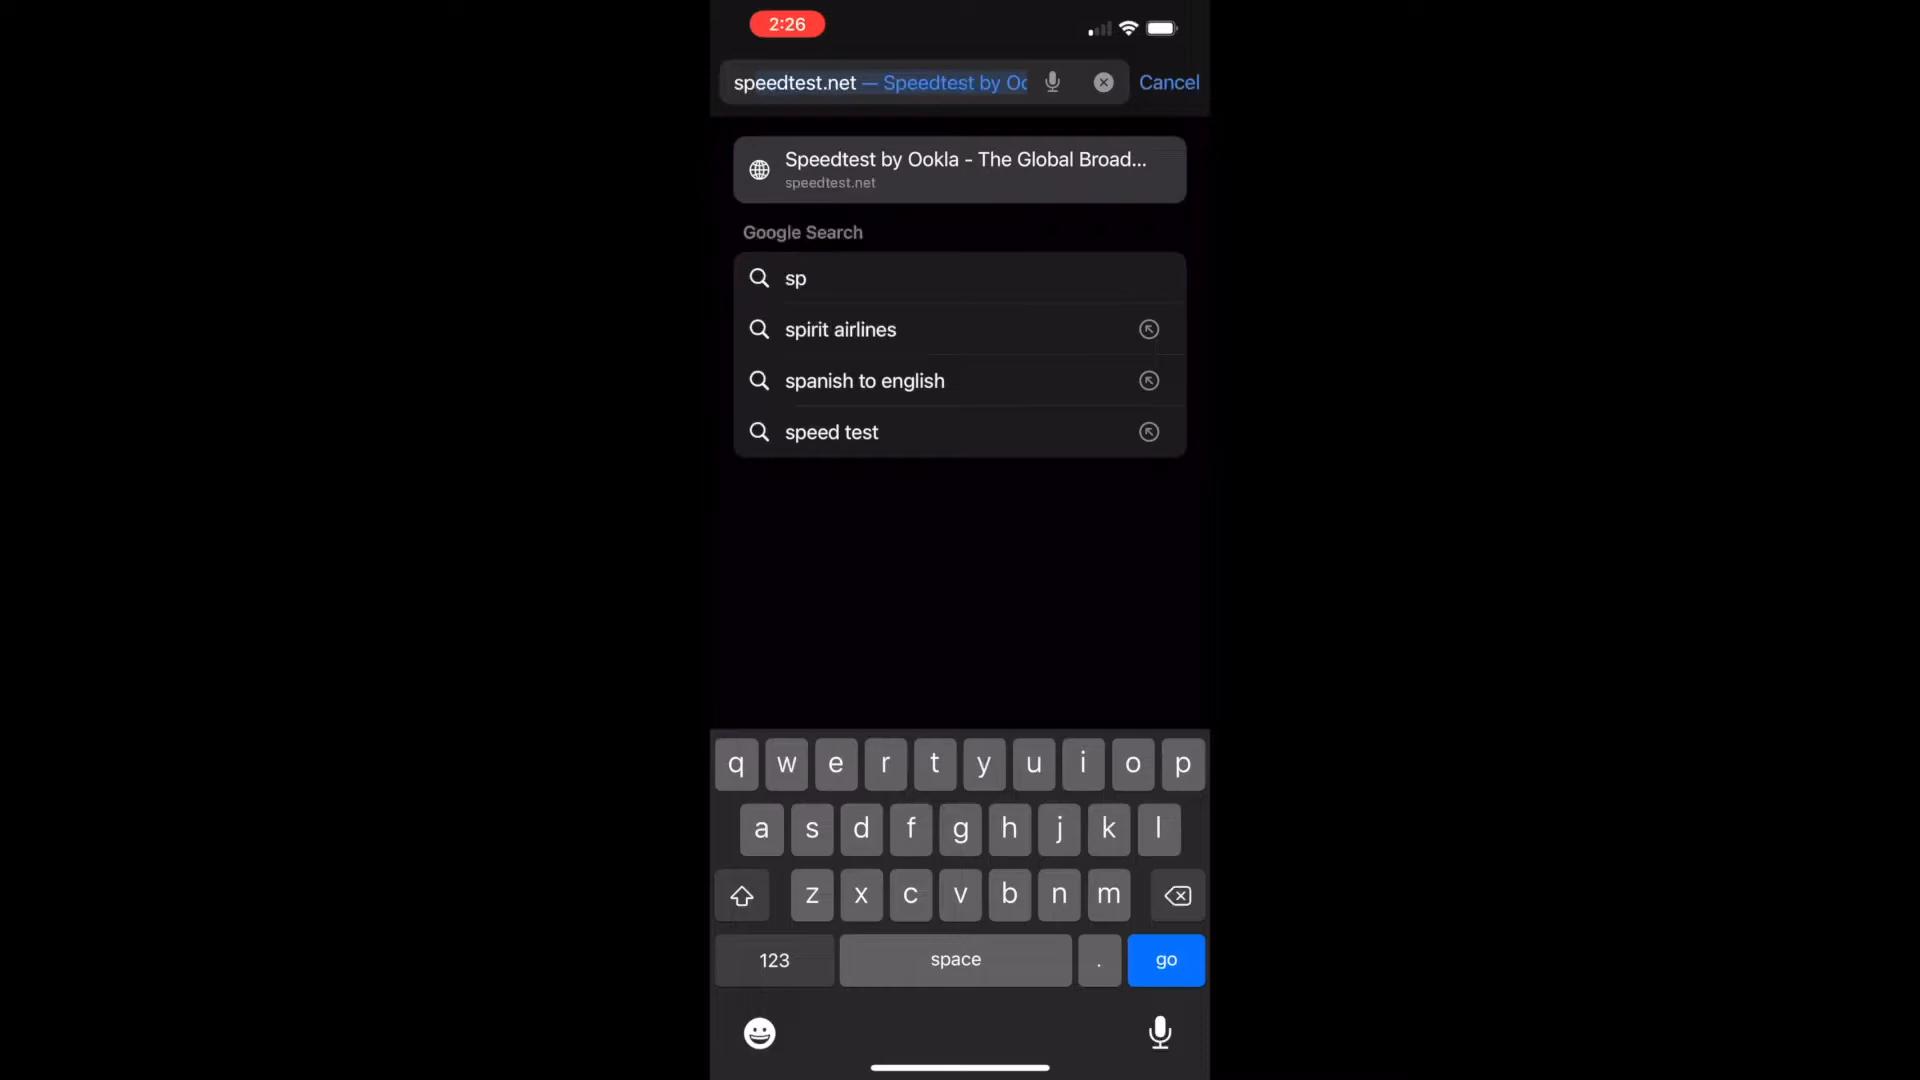 2:26
speedtest.net — Speedtest by Oo
Cancel
Speedtest by Ookla - The Global Broad...
speedtest.net
Google Search
sp
spirit airlines
spanish to english
speed test
q w e r t y u i o p
a s d f g h j k l
z x c v b n m
123 space . go